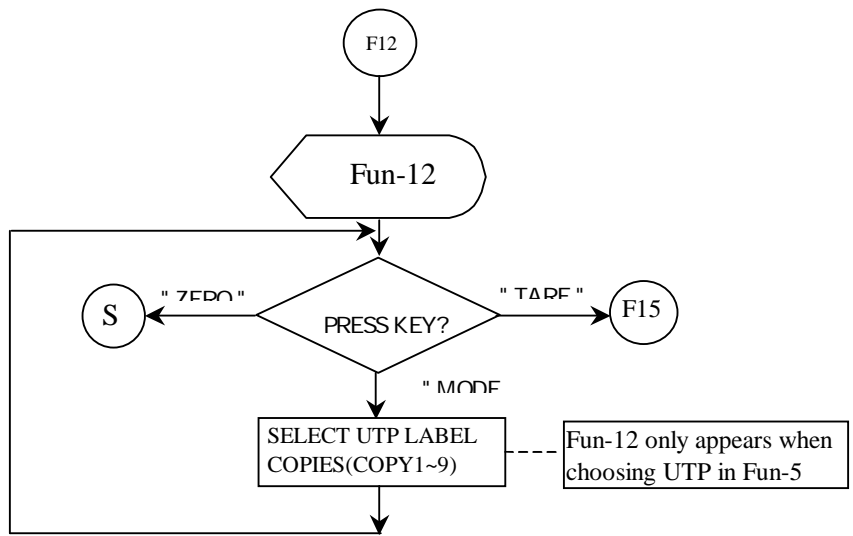 F12
Fun-12
" ZERO "
" TARE "
S
PRESS KEY?
F15
" MODE
SELECT UTP LABEL
COPIES(COPY1~9)
Fun-12 only appears when
choosing UTP in Fun-5